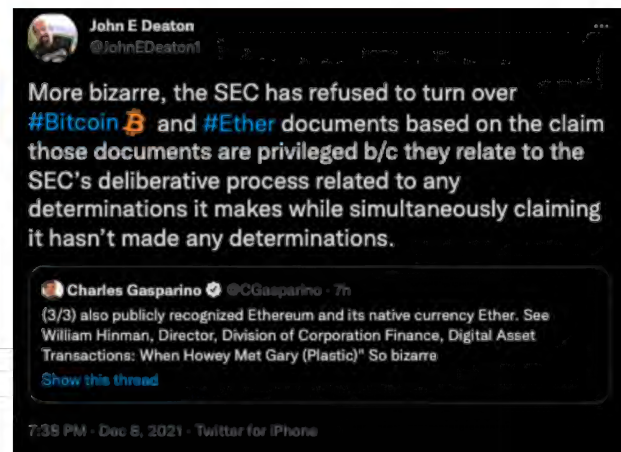 John E Deaton
@JohnEDeaton1
More bizarre, the SEC has refused to turn over
#Bitcoin and #Ether documents based on the claim
those documents are privileged b/c they relate to the
SEC's deliberative process related to any
determinations it makes while simultaneously claiming
it hasn't made any determinations.
Charles Gasparino @CGasparino · 7h
(3/3) also publicly recognized Ethereum and its native currency Ether. See
William Hinman, Director, Division of Corporation Finance, Digital Asset
Transactions: When Howey Met Gary (Plastic)" So bizarre
Show this thread
7:38 PM · Dec 8, 2021 · Twitter for iPhone